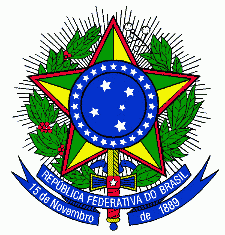 REPÚBLICA FEDERATIVA DO BRASIL
15 de Novembro de 1889